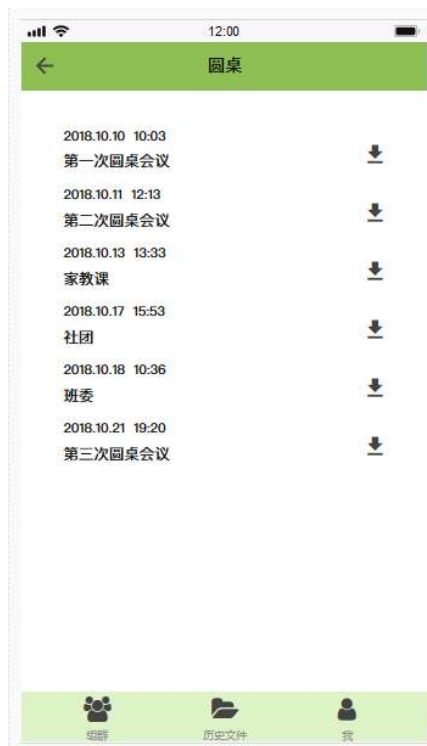 12:00
圆桌
2018.10.10 10:03
第一次圆桌会议
2018.10.11 12:13
第二次圆桌会议
2018.10.13 13:33
家教课
2018.10.17 15:53
社团
2018.10.18 10:36
班委
2018.10.21 19:20
第三次圆桌会议
组群 历史文件 我